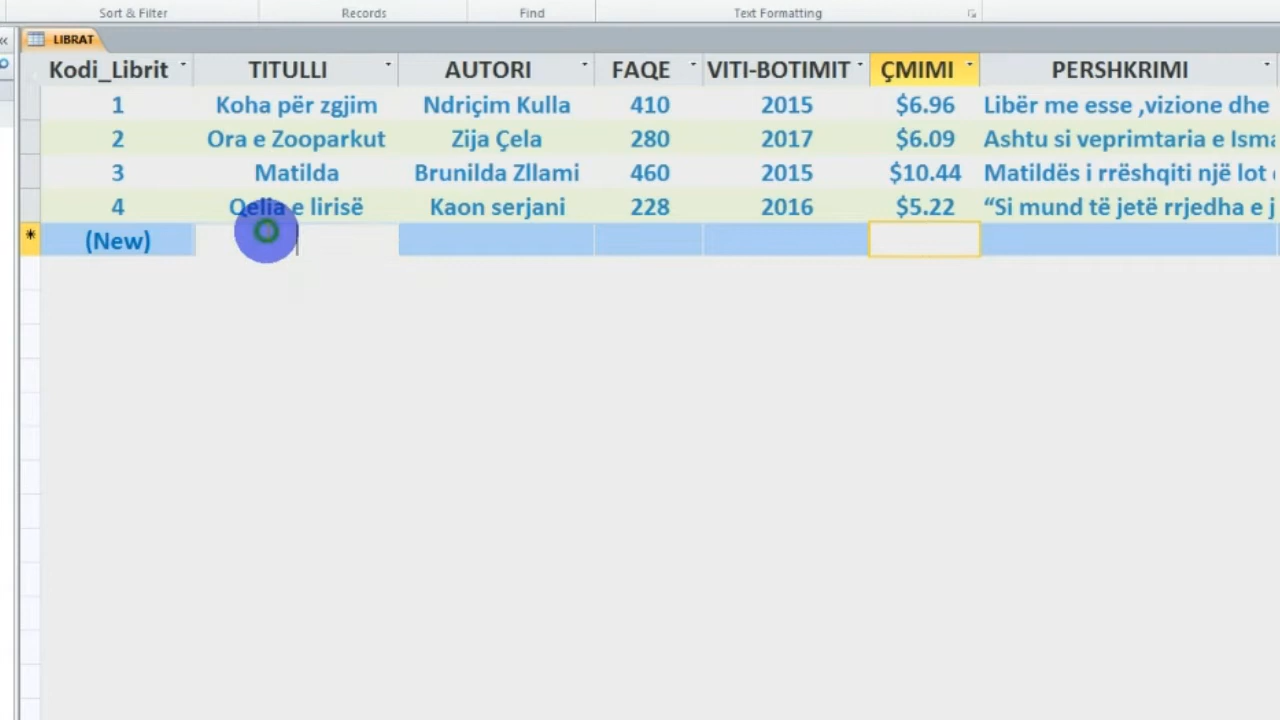 Sort & Filter Records Find Text Formatting
LIBRAT
Kodi_Librit TITULLI AUTORI FAQE VITI-BOTIMIT ÇMIMI PERSHKRIMI
1 Koha për zgjim Ndriçim Kulla 410 2015 $6.96 Libër me esse ,vizione dhe
2 Ora e Zooparkut Zija Çela 280 2017 $6.09 Ashtu si veprimtaria e Isma
3 Matilda Brunilda Zllami 460 2015 $10.44 Matildës i rrëshqiti një lot
4 Qelia e lirisë Kaon serjani 228 2016 $5.22 “Si mund të jetë rrjedha e j
* (New)